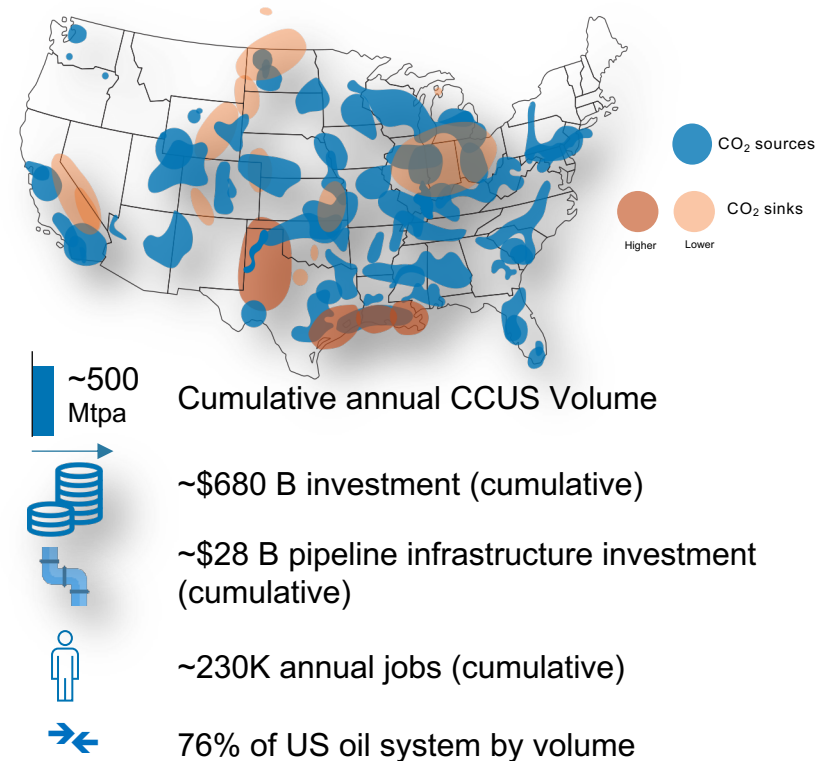 CO₂ sources
CO₂ sinks
Higher
Lower
~500
Mtpa
Cumulative annual CCUS Volume
~$680 B investment (cumulative)
~$28 B pipeline infrastructure investment
(cumulative)
~230K annual jobs (cumulative)
76% of US oil system by volume